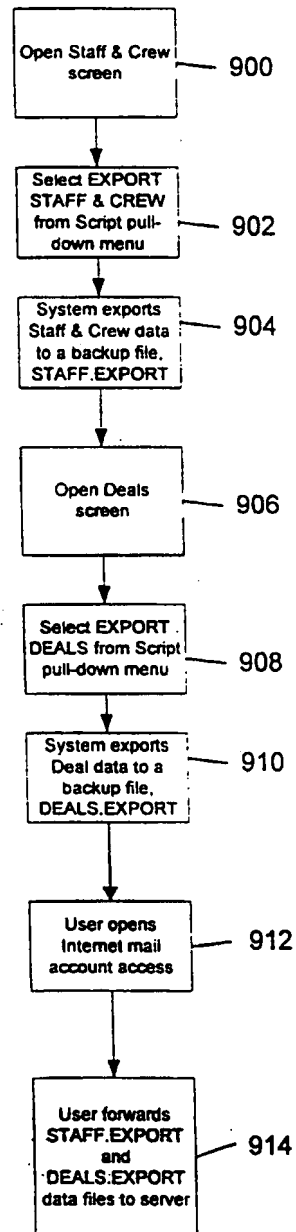 Open Staff & Crew
screen
900
Select EXPORT
STAFF & CREW
from Script pull-
down menu
902
System exports
Staff & Crew data
to a backup file,
STAFF.EXPORT
904
Open Deals
screen
906
Select EXPORT
DEALS from Script
pull-down menu
908
System exports
Deal data to a
backup file,
DEALS.EXPORT
910
User opens
Internet mail
account access
912
User forwards
STAFF.EXPORT
and
DEALS.EXPORT
data files to server
914